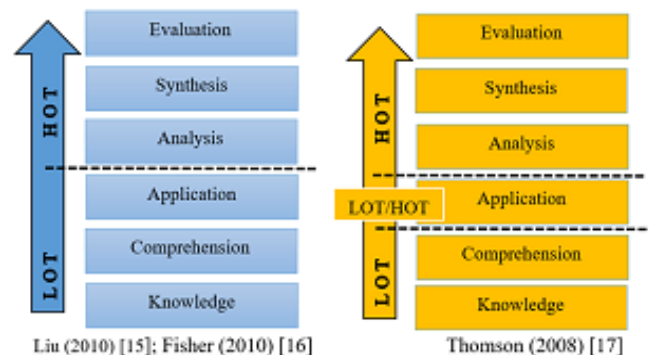 Evaluation
Synthesis
Analysis
Application
Comprehension
Knowledge
HOT
LOT
Liu (2010) [15]; Fisher (2010) [16]
Evaluation
Synthesis
Analysis
Application
Comprehension
Knowledge
HOT
LOT/HOT
LOT
Thomson (2008) [17]